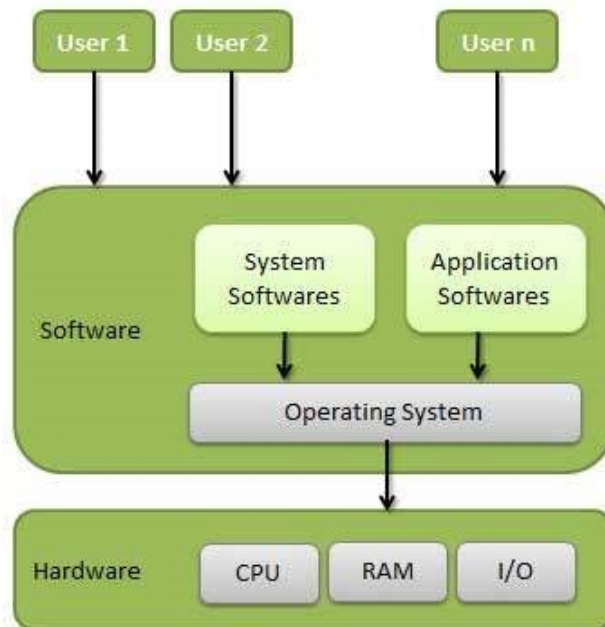 User 1
User 2
User n
System
Softwares
Application
Softwares
Software
Operating System
Hardware
CPU
RAM
I/O